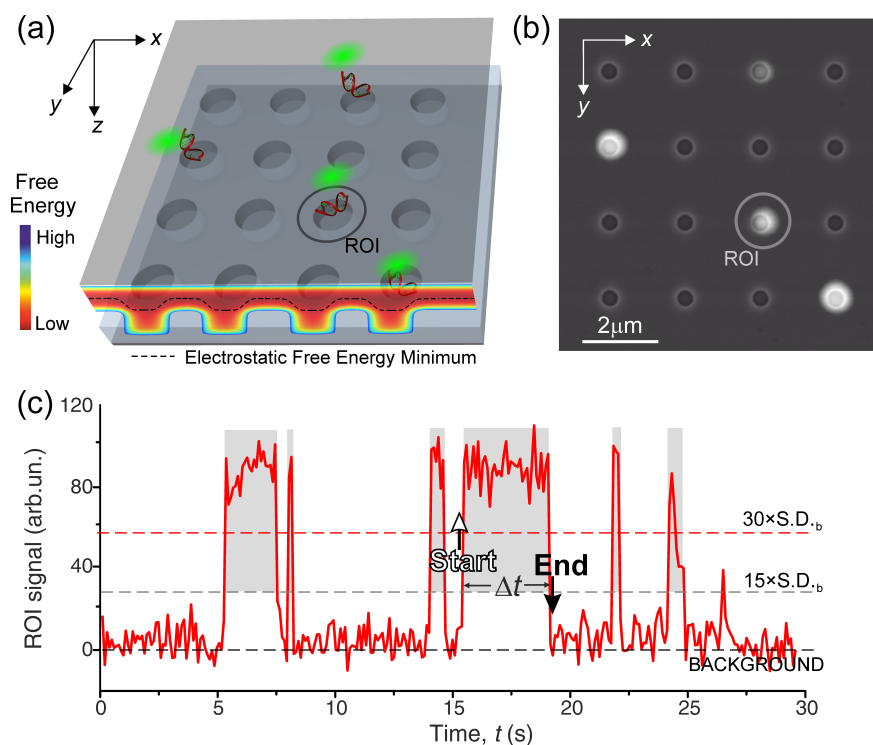 (a)
x
y
z
Free
Energy
High
Low
ROI
Electrostatic Free Energy Minimum
(b)
x
y
ROI
2μm
(c)
120
80
40
0
ROI signal (arb.un.)
30×S.D.b
15×S.D.b
Start
End
Δt
BACKGROUND
0
5
10
15
20
25
30
Time, t (s)